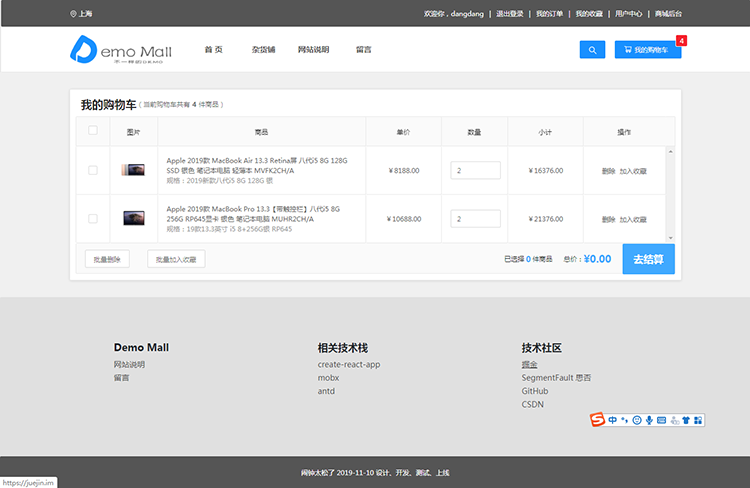 上海
欢迎你，dangdang | 退出登录 | 我的订单 | 我的收藏 | 用户中心 | 商城后台
Demo Mall
不一样的DEMO
首 页 杂货铺 网站说明 留言
我的购物车
4
我的购物车（当前购物车共有 4 件商品）
图片 商品 单价 数量 小计 操作
Apple 2019款 MacBook Air 13.3 Retina屏 八代i5 8G 128G
SSD 银色 笔记本电脑 轻薄本 MVFK2CH/A
规格：2019新款八代i5 8G 128G 银
¥8188.00 2 ¥16376.00 删除 加入收藏
Apple 2019款 MacBook Pro 13.3【带触控栏】八代i5 8G
256G RP645显卡 银色 笔记本电脑 MUHR2CH/A
规格：19款13.3英寸 i5 8+256G银 RP645
¥10688.00 2 ¥21376.00 删除 加入收藏
批量删除 批量加入收藏 已选择 0 件商品 总价：¥0.00 去结算
Demo Mall
网站说明
留言
相关技术栈
create-react-app
mobx
antd
技术社区
掘金
SegmentFault 思否
GitHub
CSDN
S 中
闹钟太松了 2019-11-10 设计、开发、测试、上线
https://juejin.im